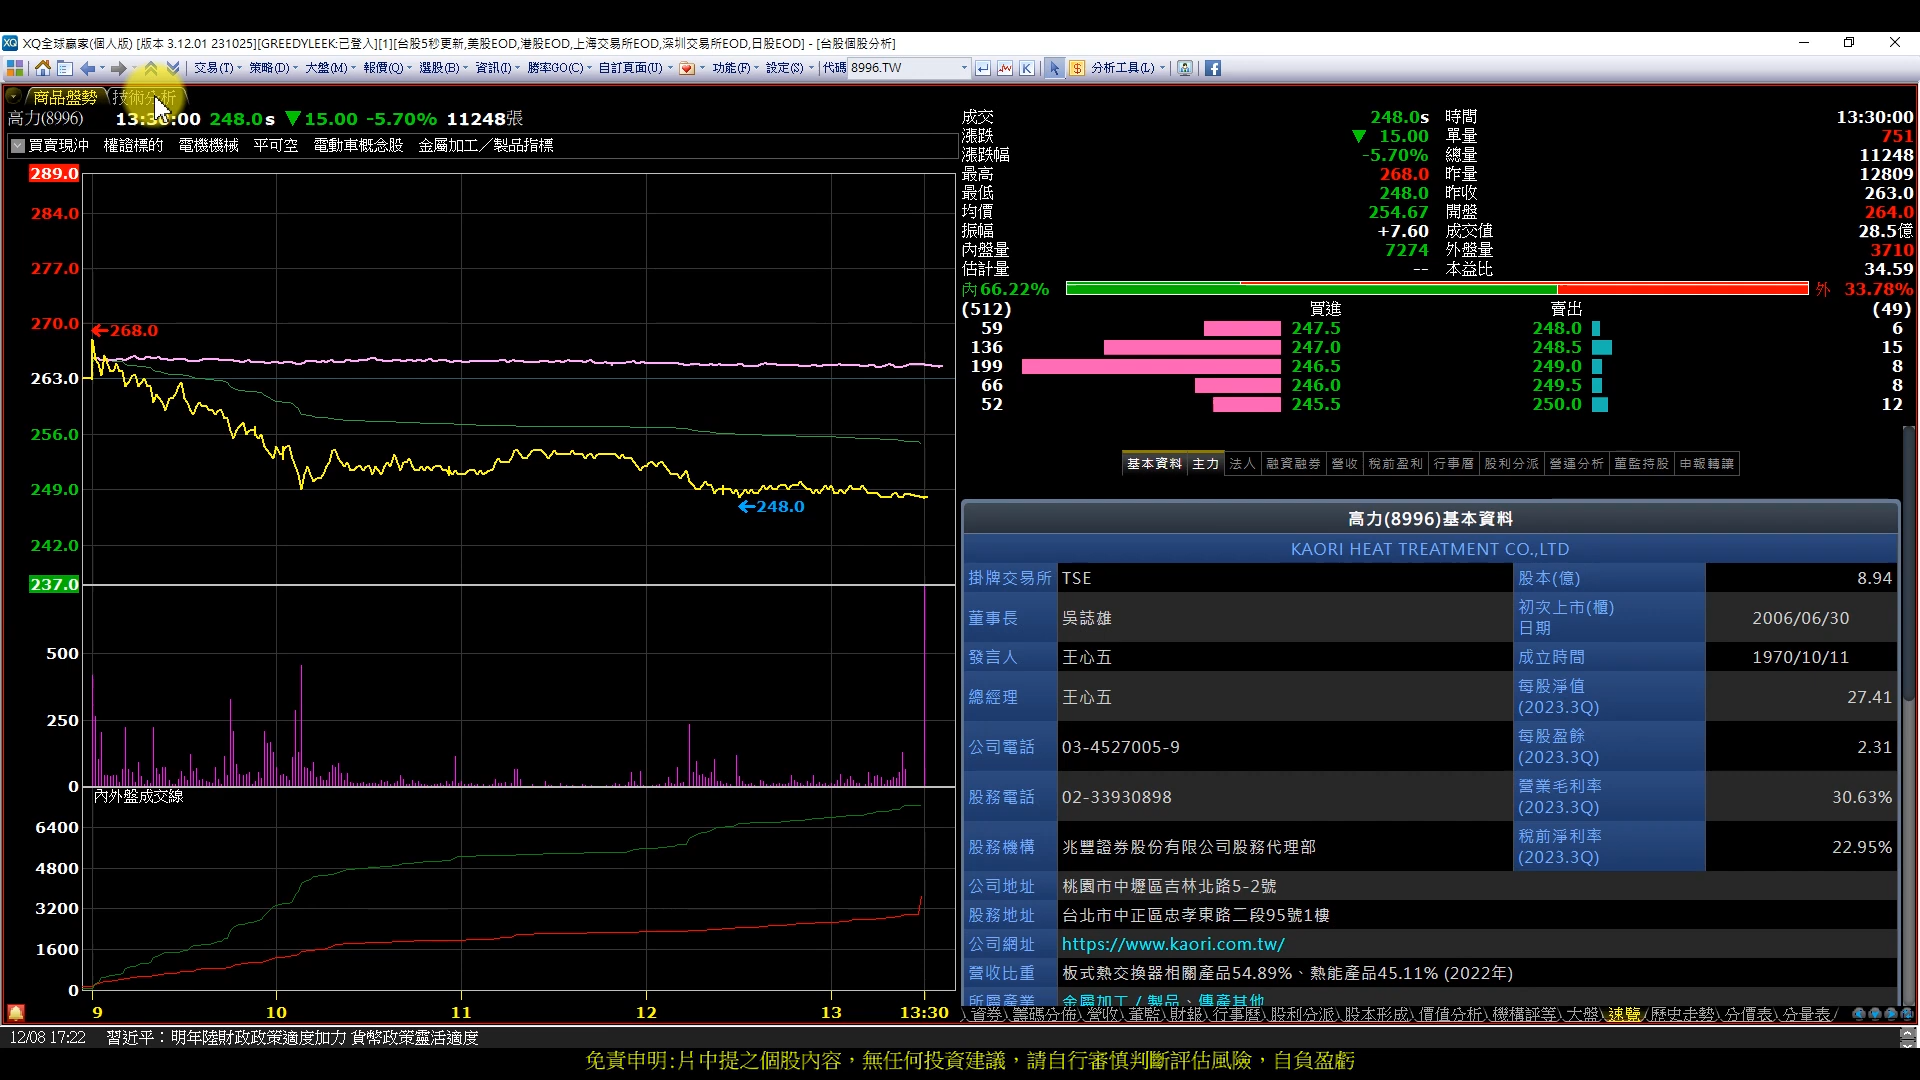 XQ全球贏家(個人版) [版本 3.12.01 231025][GREEDYLEEK:已登入][1][台股5秒更新,美股EOD,港股EOD,上海交易所EOD,深圳交易所EOD,日股EOD] - [台股個股分析]
交易(T) 策略(D) 大盤(M) 報價(Q) 選股(B) 資訊(I) 勝率GO(C) 自訂頁面(U) 功能(F) 設定(S) 代碼 8996.TW K $ 分析工具(L)
商品盤勢 技術分析
高力(8996) 13:30:00 248.0s ▼15.00 -5.70% 11248張
買賣現沖 權證標的 電機機械 平可空 電動車概念股 金屬加工／製品指標
289.0
284.0
277.0
270.0
263.0
256.0
249.0
242.0
237.0
←268.0
←248.0
500
250
0
內外盤成交線
6400
4800
3200
1600
0
9 10 11 12 13 13:30
成交 248.0s 時間 13:30:00
漲跌 ▼ 15.00 單量 751
漲跌幅 -5.70% 總量 11248
最高 268.0 昨量 12809
最低 248.0 昨收 263.0
均價 254.67 開盤 264.0
振幅 +7.60 成交值 28.5億
內盤量 7274 外盤量 3710
估計量 -- 本益比 34.59
內66.22% 外 33.78%
(512) 買進 賣出 (49)
59 247.5 248.0 6
136 247.0 248.5 15
199 246.5 249.0 8
66 246.0 249.5 8
52 245.5 250.0 12
基本資料 主力 法人 融資融券 營收 稅前盈利 行事曆 股利分派 營運分析 董監持股 申報轉讓
高力(8996)基本資料
KAORI HEAT TREATMENT CO.,LTD
掛牌交易所 TSE 股本(億) 8.94
董事長 吳誌雄 初次上市(櫃)日期 2006/06/30
發言人 王心五 成立時間 1970/10/11
總經理 王心五 每股淨值(2023.3Q) 27.41
公司電話 03-4527005-9 每股盈餘(2023.3Q) 2.31
股務電話 02-33930898 營業毛利率(2023.3Q) 30.63%
股務機構 兆豐證券股份有限公司股務代理部 稅前淨利率(2023.3Q) 22.95%
公司地址 桃園市中壢區吉林北路5-2號
股務地址 台北市中正區忠孝東路二段95號1樓
公司網址 https://www.kaori.com.tw/
營收比重 板式熱交換器相關產品54.89%、熱能產品45.11% (2022年)
所屬產業 金屬加工／製品、傳產其他
資券 籌碼分佈 營收 董監 財報 行事曆 股利分派 股本形成 價值分析 機構評等 大盤 速覽 歷史走勢 分價表 分量表
12/08 17:22 習近平：明年陸財政政策適度加力 貨幣政策靈活適度
免責申明:片中提之個股內容，無任何投資建議，請自行審慎判斷評估風險，自負盈虧